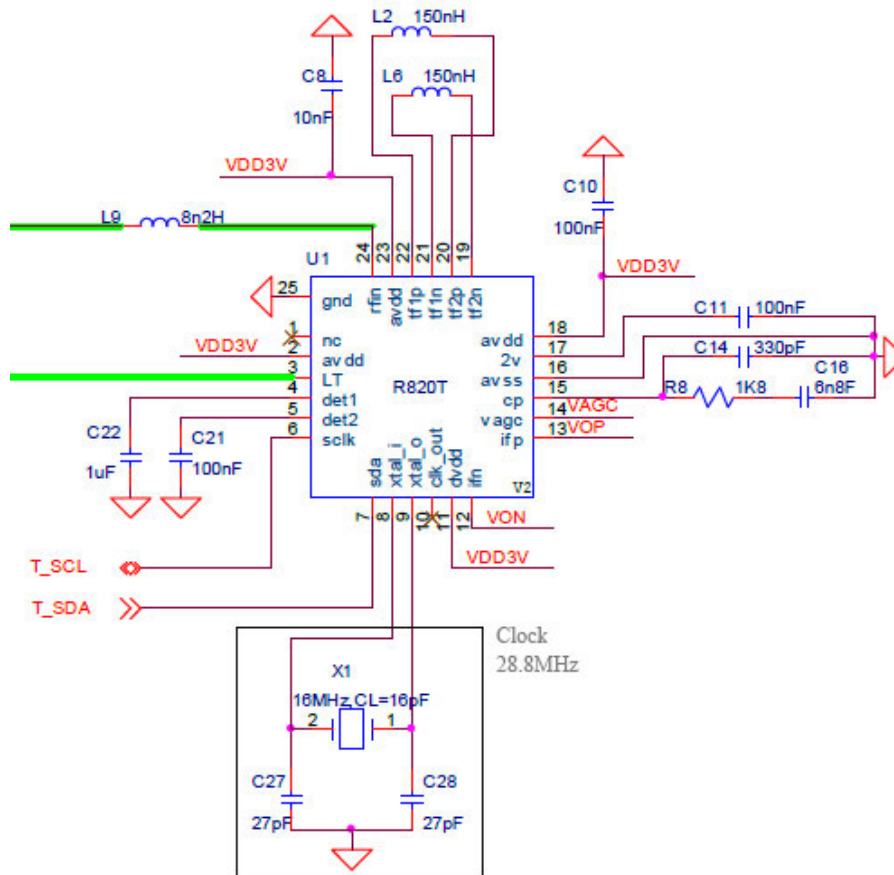 L2 150nH
C8
10nF
L6 150nH
VDD3V
C10
100nF
L9 8n2H
U1
24 23 22 21 20 19
VDD3V
25 gnd
rfin avdd tf1p tf1n tf2p tf2n
C11 100nF
1 nc
avdd 18
VDD3V 2 avdd
2v 17
C14 330pF
3 LT
avss 16
C16
R820T
4 det1
cp 15
R8 1K8 6n8F
5 det2
vagc 14 VAGC
6 sclk
ifp 13 VOP
C22
1uF
C21
100nF
sda xtal_i xtal_o clk_out dvdd ifn
V2
7 8 9 10 11 12
VON
T_SCL
VDD3V
T_SDA
Clock
28.8MHz
X1
16MHz,CL=16pF
2 1
C27
27pF
C28
27pF